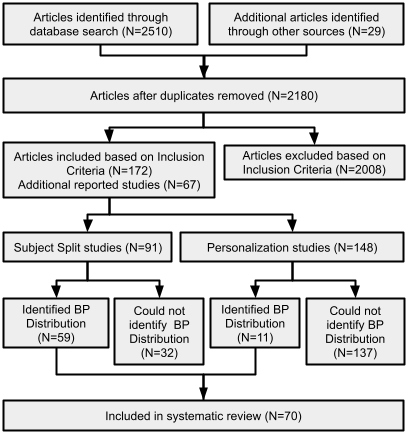 Articles identified through
database search (N=2510)
Additional articles identified
through other sources (N=29)
Articles after duplicates removed (N=2180)
Articles included based on Inclusion
Criteria (N=172)
Additional reported studies (N=67)
Articles excluded based on
Inclusion Criteria (N=2008)
Subject Split studies (N=91)
Personalization studies (N=148)
Identified BP
Distribution
(N=59)
Could not
identify BP
Distribution
(N=32)
Identified BP
Distribution
(N=11)
Could not
identify BP
Distribution
(N=137)
Included in systematic review (N=70)